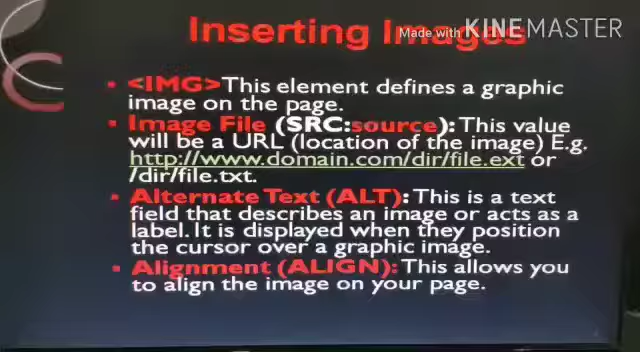 Inserting Images
Made with KINEMASTER
<IMG>This element defines a graphic
image on the page.
Image File (SRC:source): This value
will be a URL (location of the image) E.g.
http://www.domain.com/dir/file.ext or
/dir/file.txt.
Alternate Text (ALT): This is a text
field that describes an image or acts as a
label. It is displayed when they position
the cursor over a graphic image.
Alignment (ALIGN): This allows you
to align the image on your page.